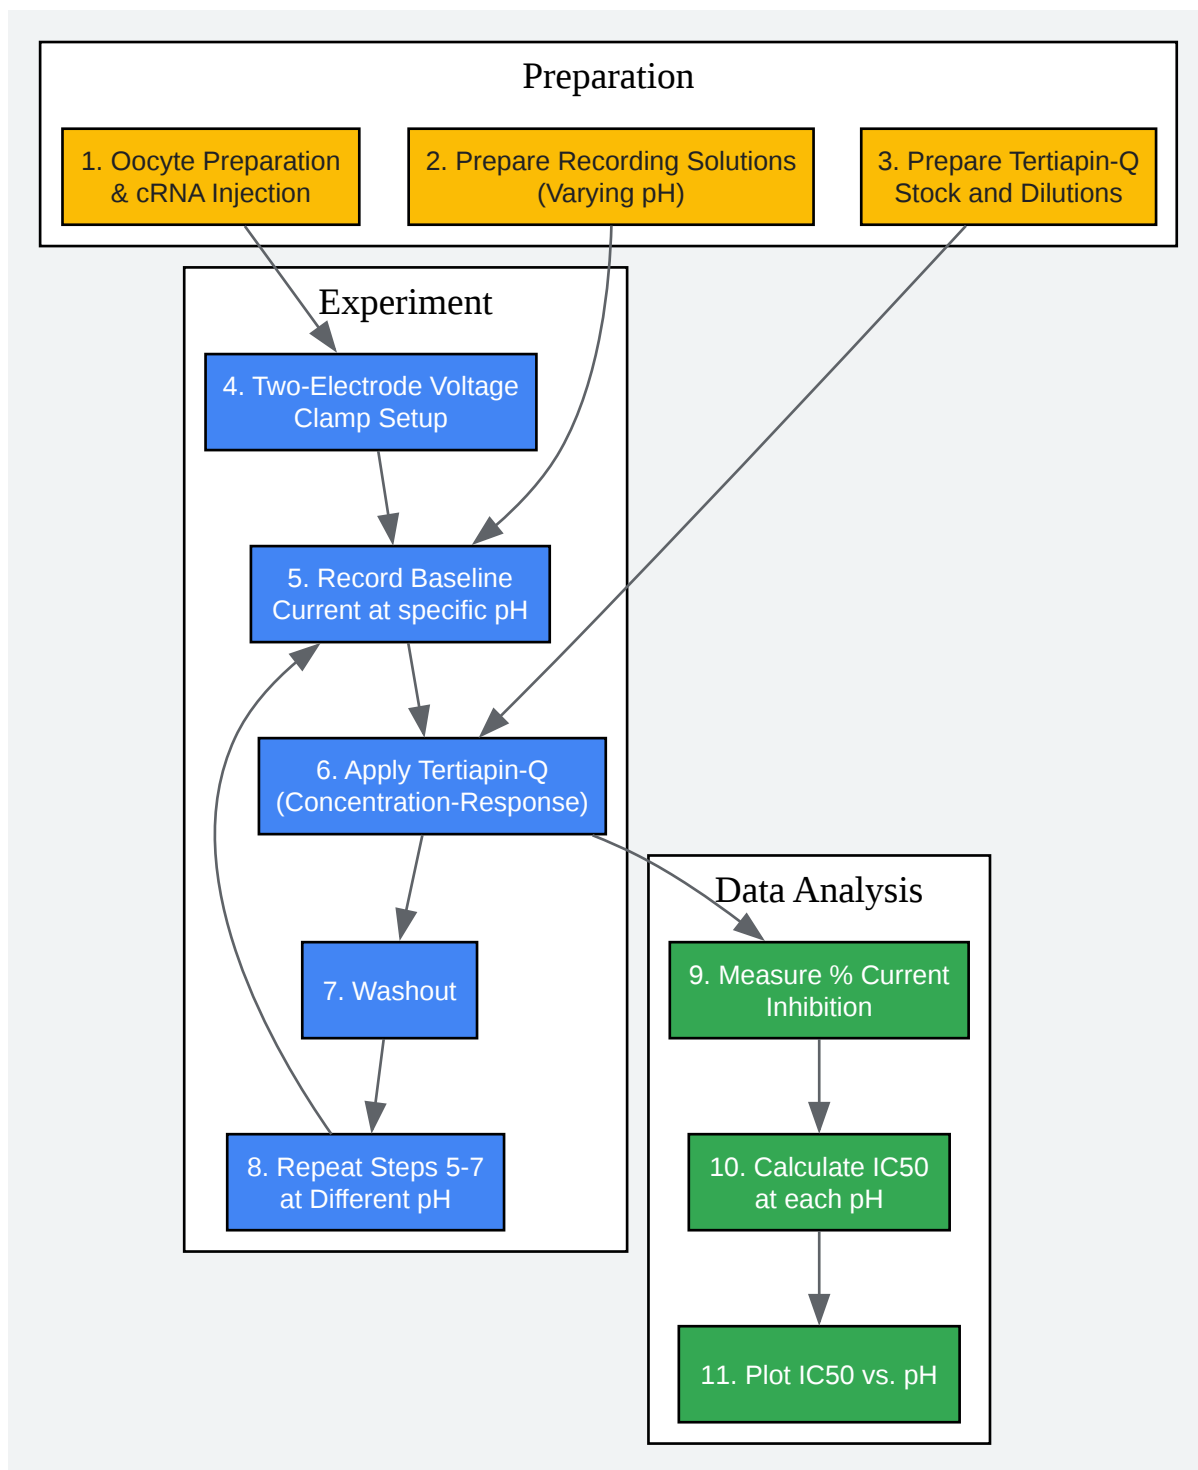 Preparation
1. Oocyte Preparation
& cRNA Injection
2. Prepare Recording Solutions
(Varying pH)
3. Prepare Tertiapin-Q
Stock and Dilutions
Experiment
4. Two-Electrode Voltage
Clamp Setup
5. Record Baseline
Current at specific pH
6. Apply Tertiapin-Q
(Concentration-Response)
7. Washout
8. Repeat Steps 5-7
at Different pH
Data Analysis
9. Measure % Current
Inhibition
10. Calculate IC50
at each pH
11. Plot IC50 vs. pH